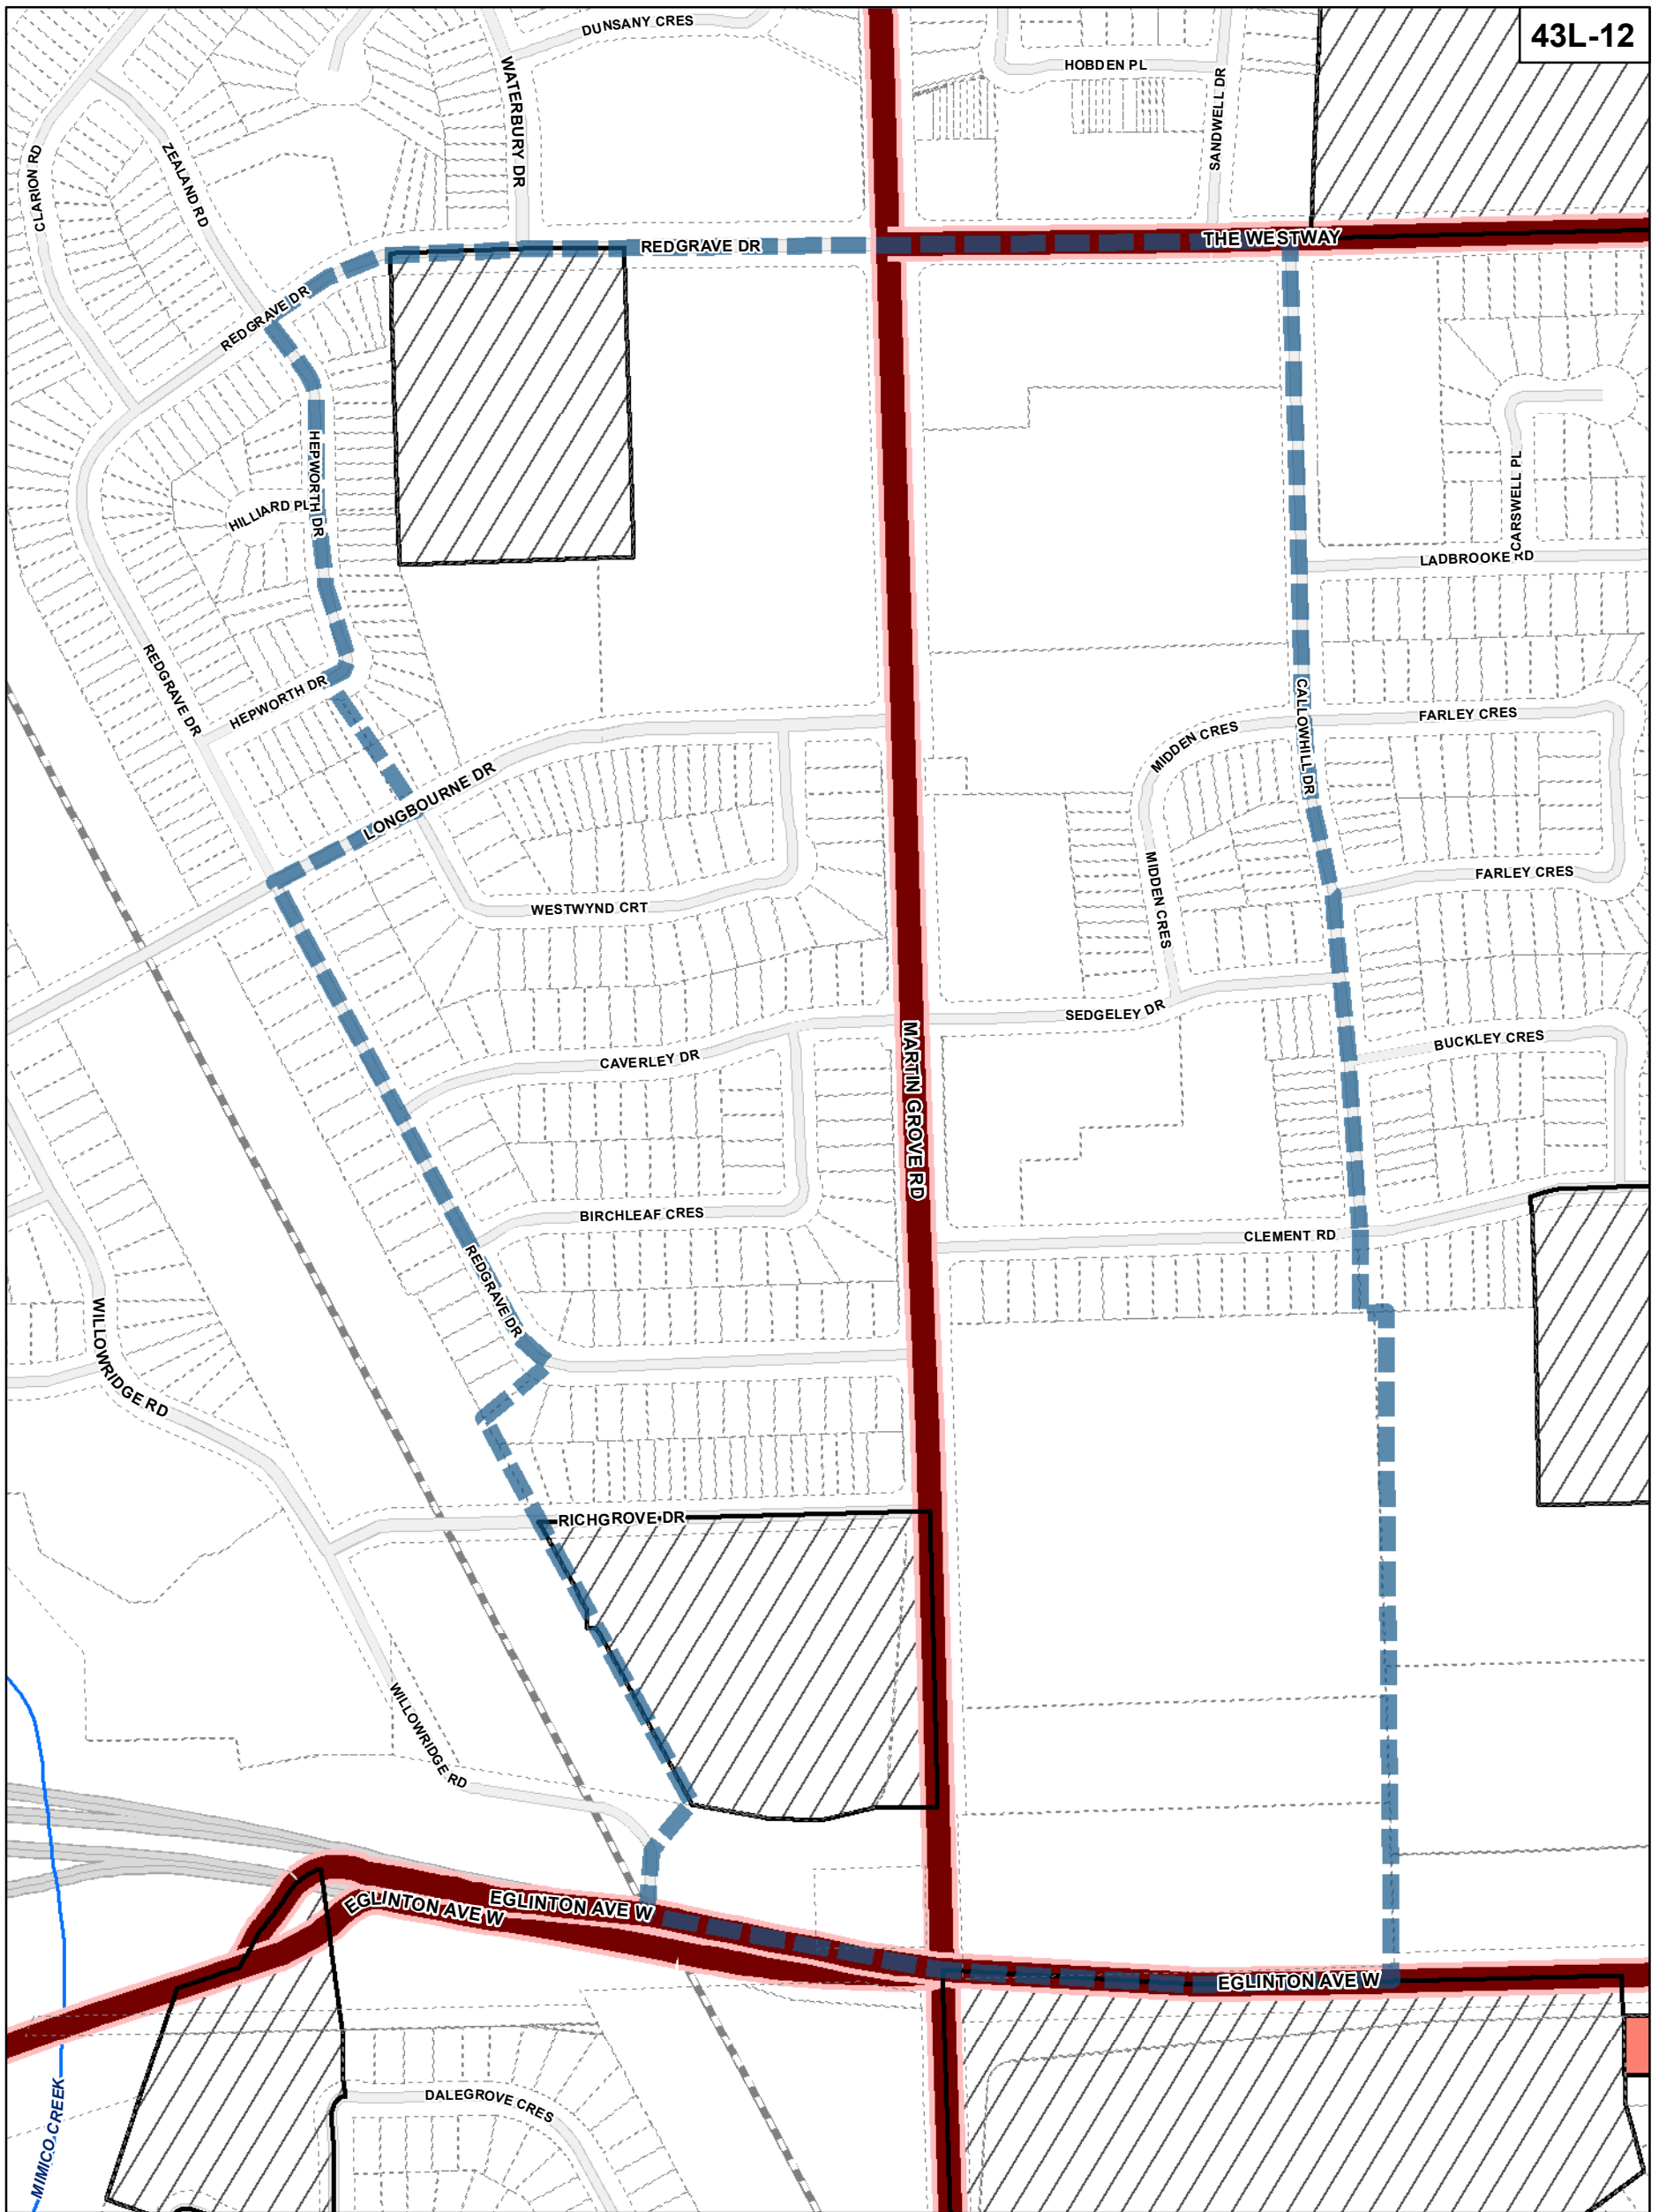 43L-12
DUNSANY CRES
HOBDEN PL
WATERBURY DR
SANDWELL DR
CLARION RD
ZEALAND RD
REDGRAVE DR
THE WESTWAY
REDGRAVE DR
HEPWORTH DR
HILLIARD PL
CARSWELL PL
LADBROOKE RD
REDGRAVE DR
HEPWORTH DR
CALLOWHILL DR
FARLEY CRES
MIDDEN CRES
LONGBOURNE DR
MIDDEN CRES
FARLEY CRES
WESTWYND CRT
SEDGELEY DR
MARTIN GROVE RD
BUCKLEY CRES
CAVERLEY DR
BIRCHLEAF CRES
CLEMENT RD
REDGRAVE DR
WILLOWRIDGE RD
RICHGROVE DR
WILLOWRIDGE RD
EGLINTON AVE W
EGLINTON AVE W
EGLINTON AVE W
DALEGROVE CRES
MIMICO CREEK